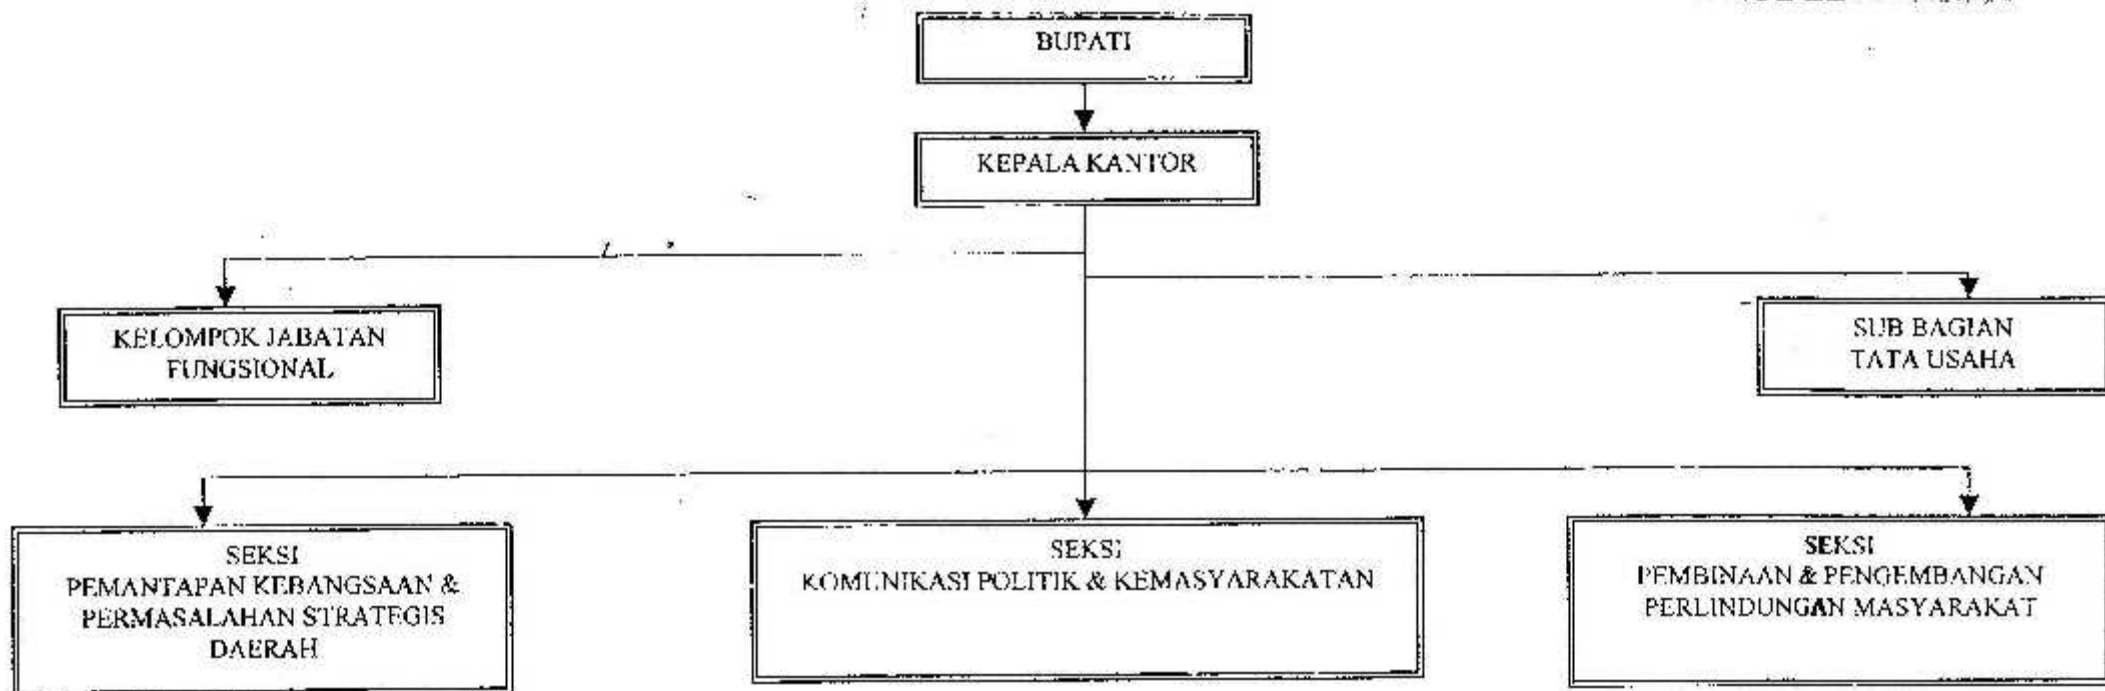 BUPATI
KEPALA KANTOR
KELOMPOK JABATAN
FUNGSIONAL
SUB BAGIAN
TATA USAHA
SEKSI
PEMANTAPAN KEBANGSAAN &
PERMASALAHAN STRATEGIS
DAERAH
SEKSI
KOMUNIKASI POLITIK & KEMASYARAKATAN
SEKSI
PEMBINAAN & PENGEMBANGAN
PERLINDUNGAN MASYARAKAT